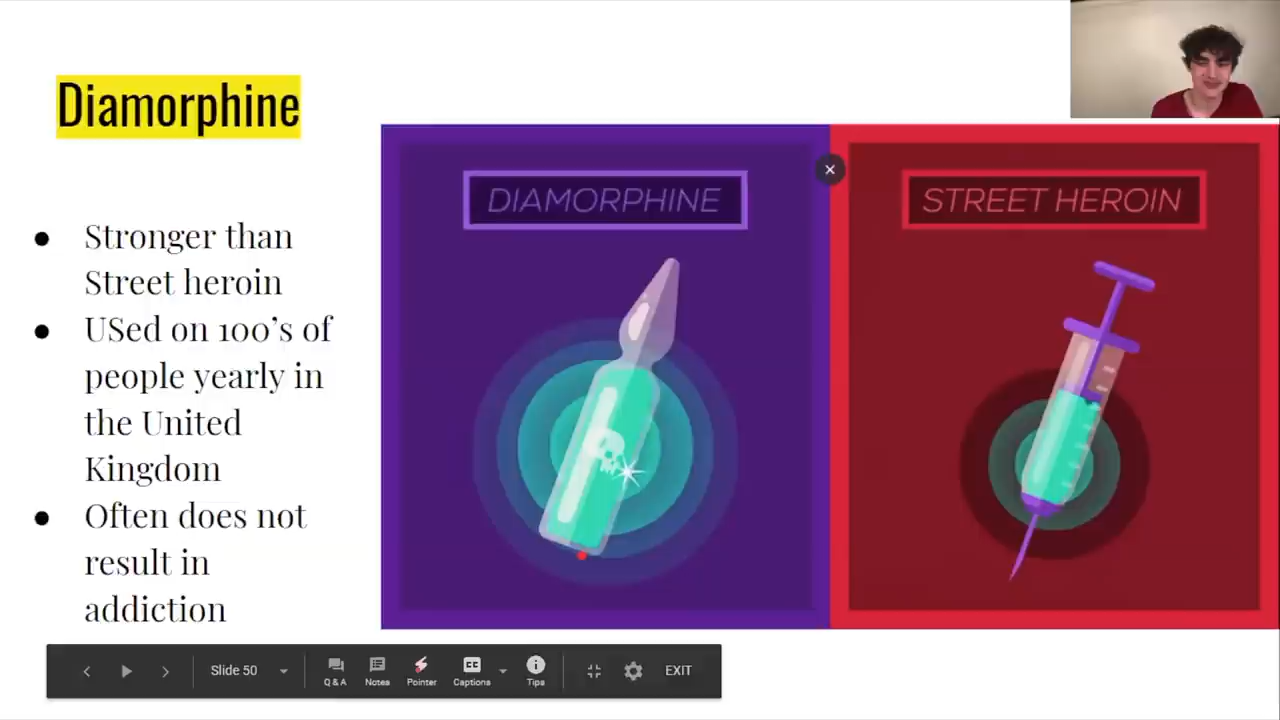 Diamorphine
● Stronger than
Street heroin
● USed on 100's of
people yearly in
the United
Kingdom
● Often does not
result in
addiction
DIAMORPHINE
STREET HEROIN
Slide 50
Q & A
Notes
Pointer
Captions
Tips
EXIT